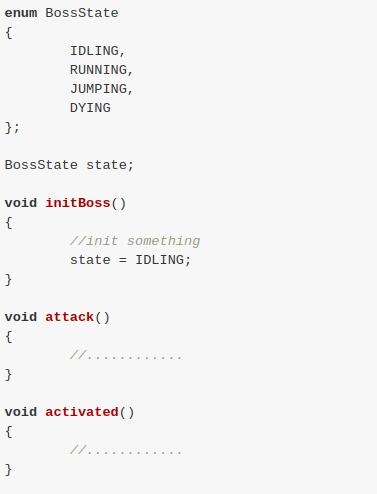 enum BossState
{
        IDLING,
        RUNNING,
        JUMPING,
        DYING
};

BossState state;

void initBoss()
{
        //init something
        state = IDLING;
}

void attack()
{
        //............
}

void activated()
{
        //............
}